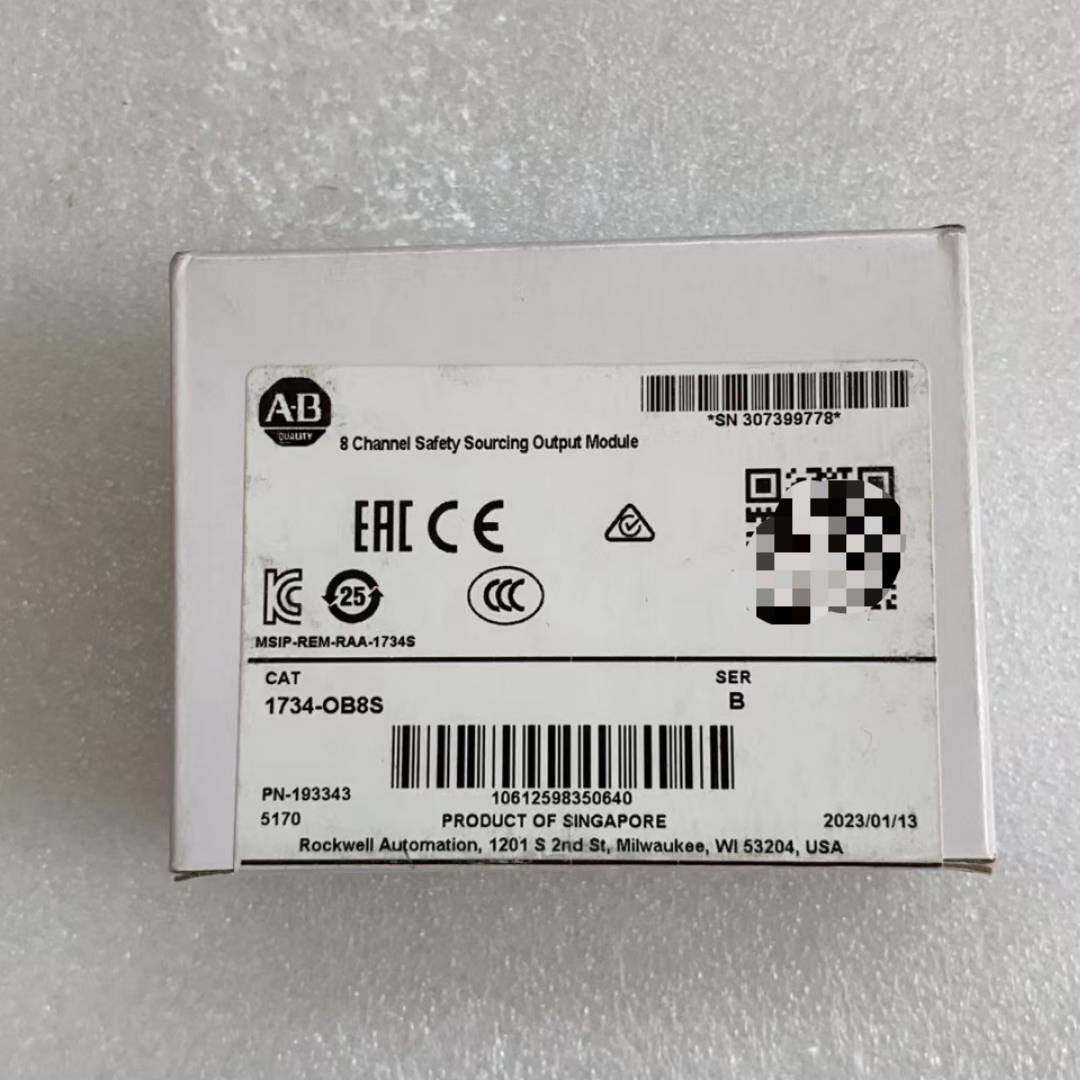 A·B
QUALITY
*SN 307399778*
8 Channel Safety Sourcing Output Module
EAC CE
KC 25 CCC
MSIP-REM-RAA-1734S
CAT SER
1734-OB8S B
10612598350640
PN-193343
5170 PRODUCT OF SINGAPORE 2023/01/13
Rockwell Automation, 1201 S 2nd St, Milwaukee, WI 53204, USA